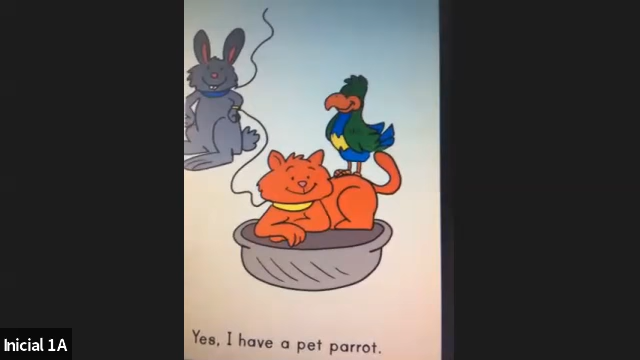 Yes, I have a pet parrot.
Inicial 1A